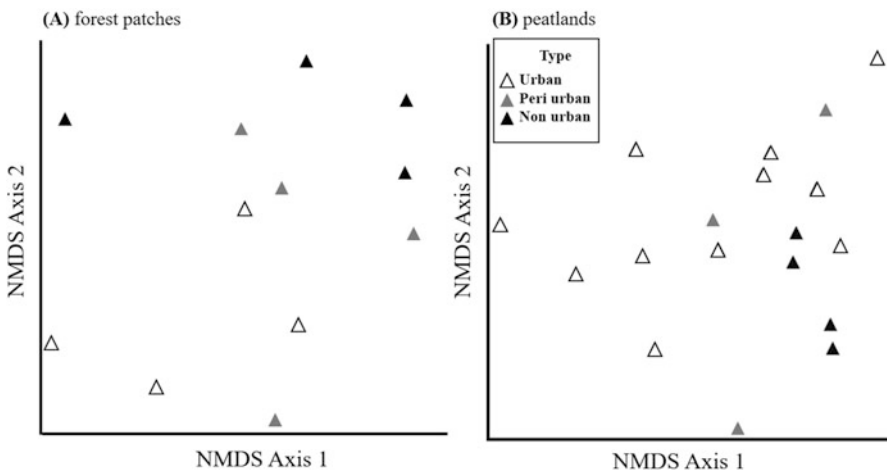 (A) forest patches
NMDS Axis 2
NMDS Axis 1
(B) peatlands
Type
Urban
Peri urban
Non urban
NMDS Axis 2
NMDS Axis 1